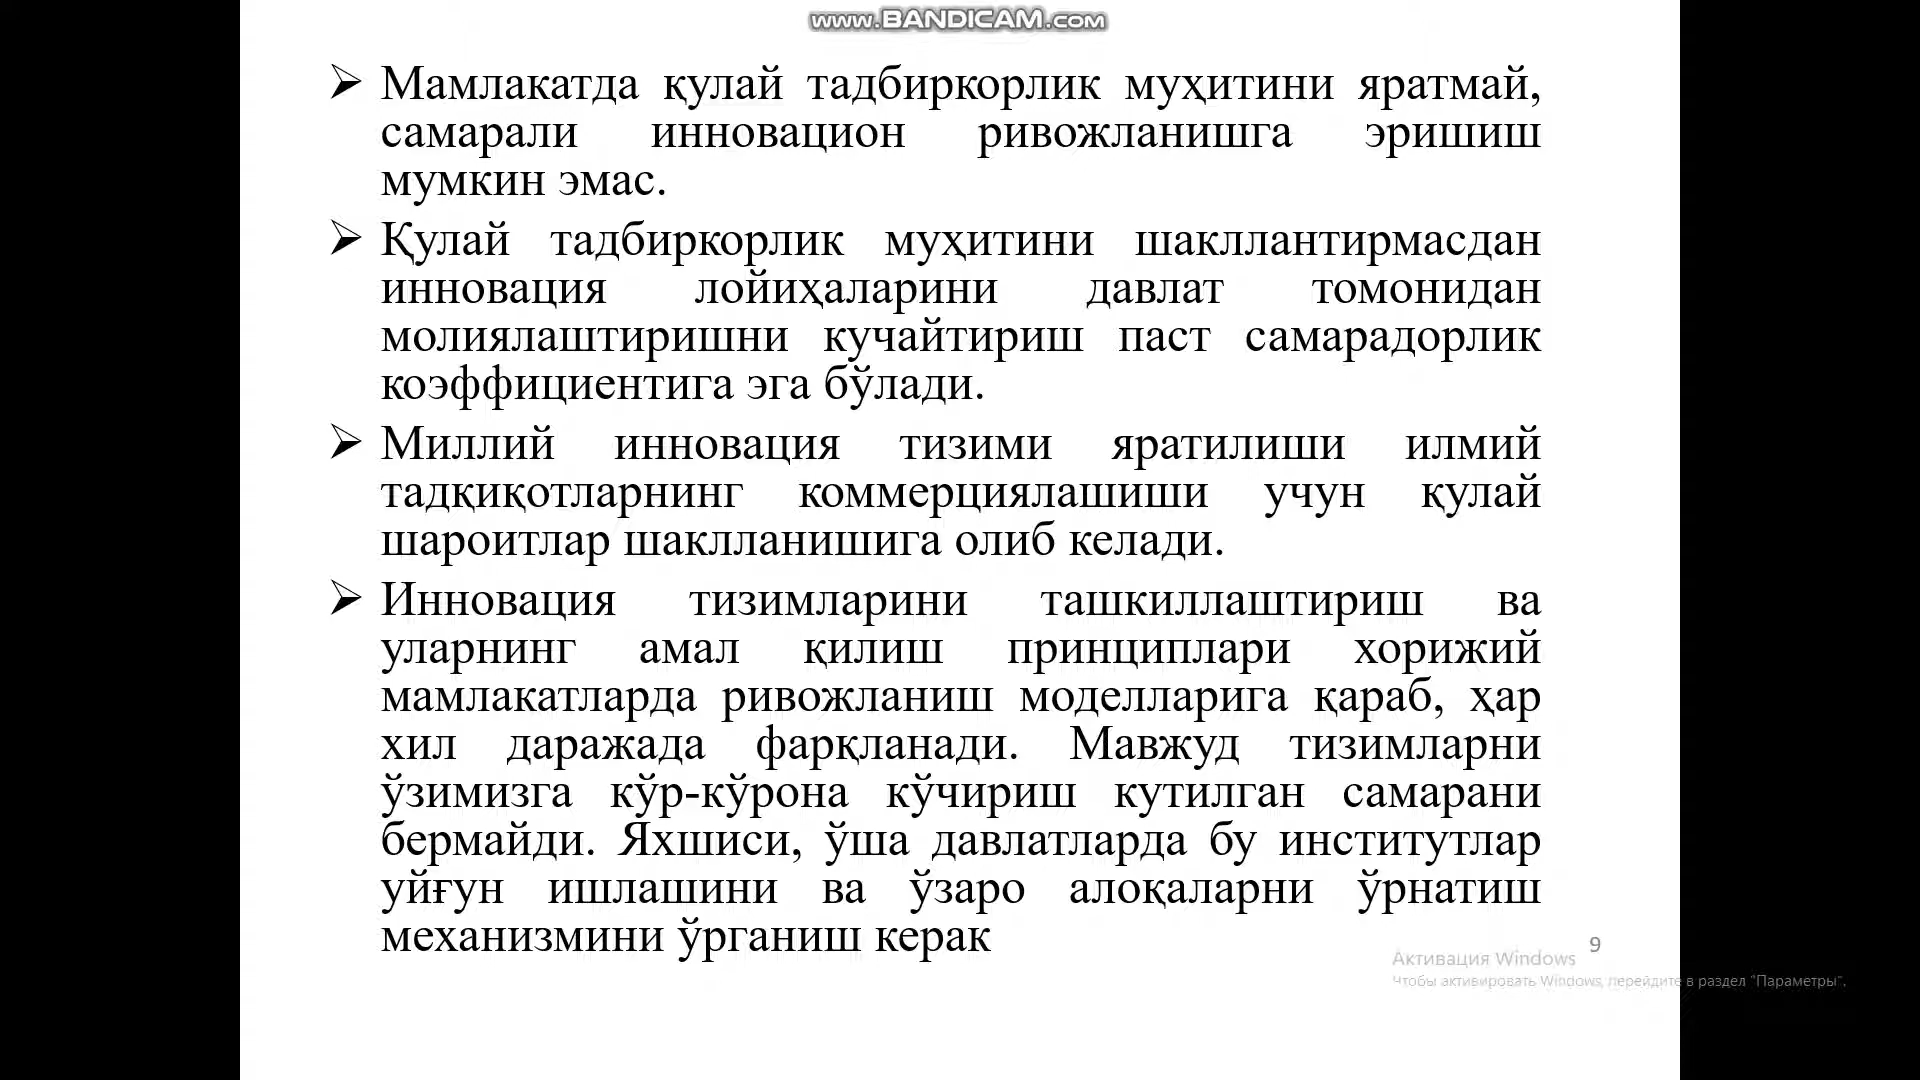 www.BANDICAM.com
➢ Мамлакатда қулай тадбиркорлик муҳитини яратмай,
самарали инновацион ривожланишга эришиш
мумкин эмас.
➢ Қулай тадбиркорлик муҳитини шакллантирмасдан
инновация лойиҳаларини давлат томонидан
молиялаштиришни кучайтириш паст самарадорлик
коэффициентига эга бўлади.
➢ Миллий инновация тизими яратилиши илмий
тадқиқотларнинг коммерциялашиши учун қулай
шароитлар шаклланишига олиб келади.
➢ Инновация тизимларини ташкиллаштириш ва
уларнинг амал қилиш принциплари хорижий
мамлакатларда ривожланиш моделларига қараб, ҳар
хил даражада фарқланади. Мавжуд тизимларни
ўзимизга кўр-кўрона кўчириш кутилган самарани
бермайди. Яхшиси, ўша давлатларда бу институтлар
уйғун ишлашини ва ўзаро алоқаларни ўрнатиш
механизмини ўрганиш керак
9
Активация Windows
Чтобы активировать Windows, перейдите в раздел "Параметры".